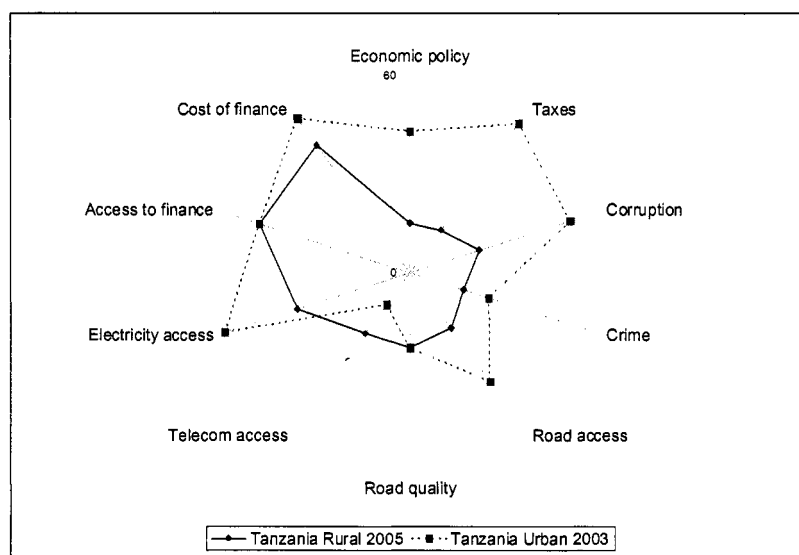 Economic policy
60
Cost of finance
Taxes
Access to finance
Corruption
0
Electricity access
Crime
Telecom access
Road access
Road quality
Tanzania Rural 2005
Tanzania Urban 2003